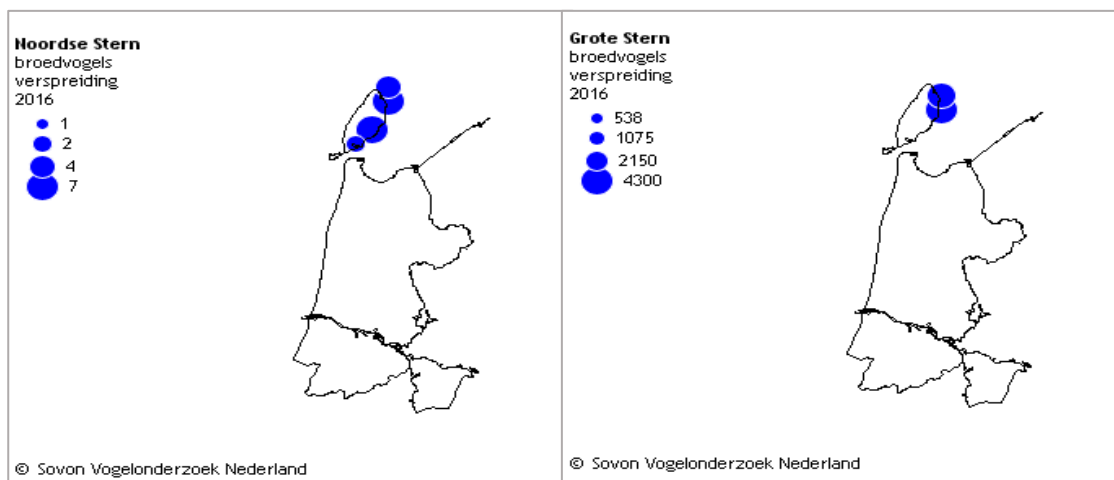 Noordse Stern
broedvogels
verspreiding
2016
1
2
4
7
© Sovon Vogelonderzoek Nederland
Grote Stern
broedvogels
verspreiding
2016
538
1075
2150
4300
© Sovon Vogelonderzoek Nederland